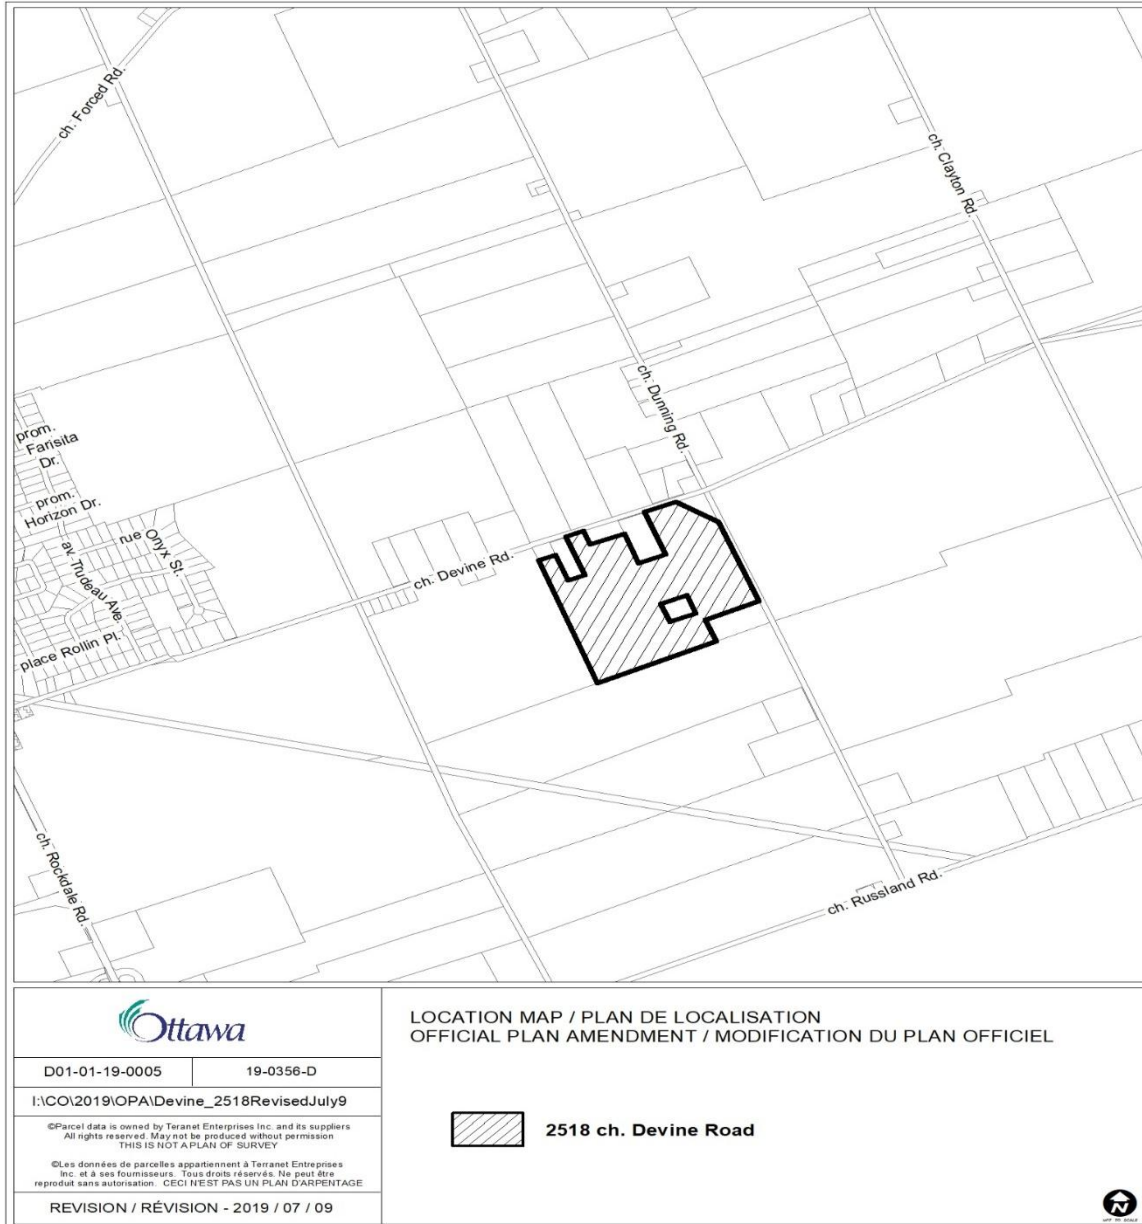 ch. Forced Rd.
ch. Clayton Rd.
ch. Dunning Rd.
prom.
Farisita
Dr.
prom.
Horizon Dr.
rue Onyx St.
av. Trudeau Ave.
place Rollin Pl.
ch. Devine Rd.
ch. Rockdale Rd.
ch. Russland Rd.
Ottawa
D01-01-19-0005 19-0356-D
I:\CO\2019\OPA\Devine_2518RevisedJuly9
©Parcel data is owned by Teranet Enterprises Inc. and its suppliers
All rights reserved. May not be produced without permission
THIS IS NOT A PLAN OF SURVEY
©Les données de parcelles appartiennent à Terranet Entreprises
Inc. et à ses fournisseurs. Tous droits réservés. Ne peut être
reproduit sans autorisation. CECI N'EST PAS UN PLAN D'ARPENTAGE
REVISION / RÉVISION - 2019 / 07 / 09
LOCATION MAP / PLAN DE LOCALISATION
OFFICIAL PLAN AMENDMENT / MODIFICATION DU PLAN OFFICIEL
2518 ch. Devine Road
N